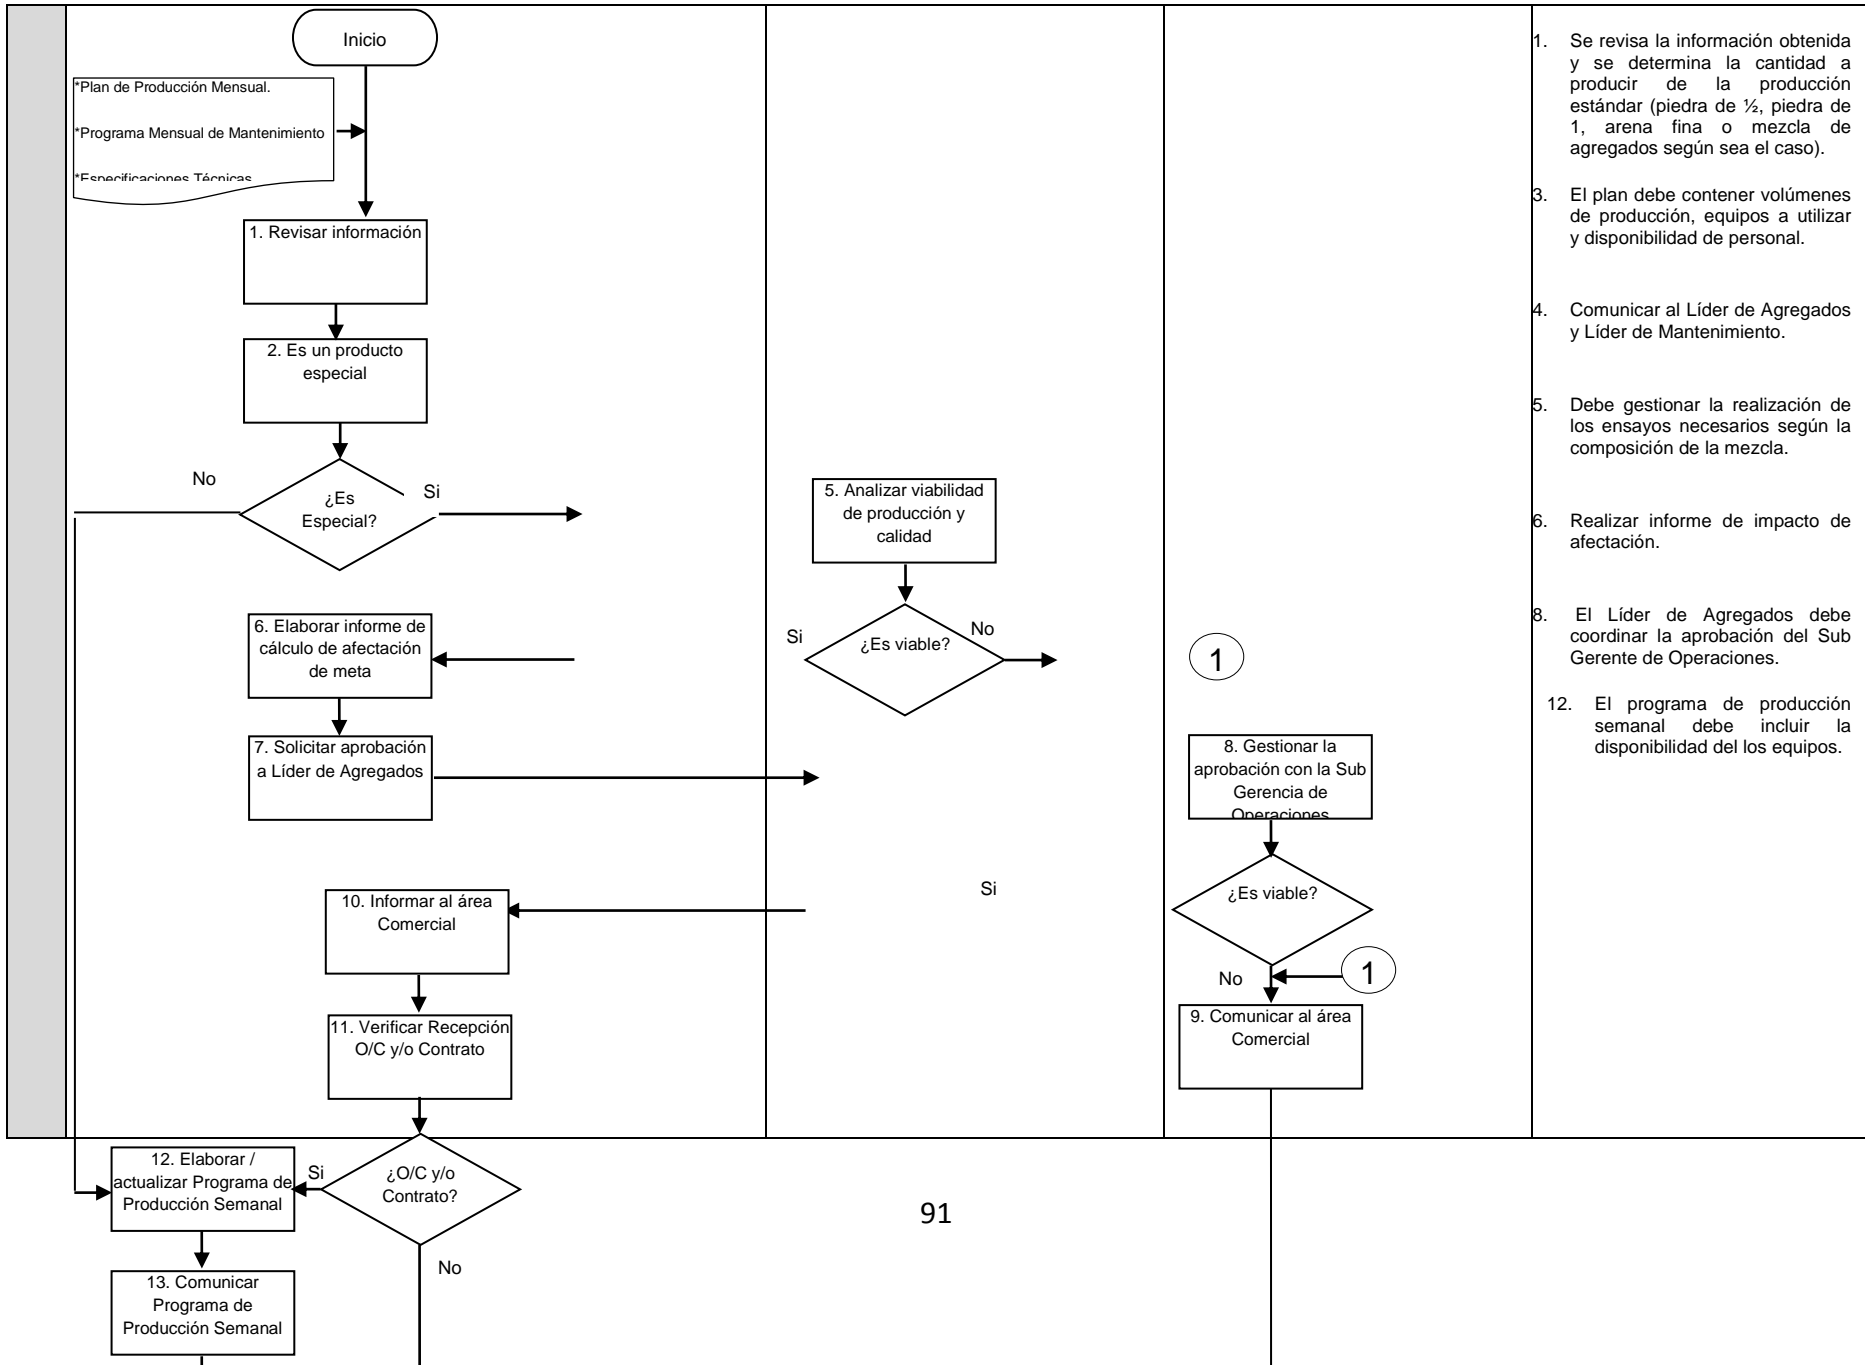 Inicio
*Plan de Producción Mensual.
*Programa Mensual de Mantenimiento
*Especificaciones Técnicas
1. Revisar información
2. Es un producto
especial
No
¿Es
Especial?
Si
5. Analizar viabilidad
de producción y
calidad
6. Elaborar informe de
cálculo de afectación
de meta
Si
¿Es viable?
No
1
7. Solicitar aprobación
a Líder de Agregados
8. Gestionar la
aprobación con la Sub
Gerencia de
Operaciones
Si
¿Es viable?
10. Informar al área
Comercial
No
1
11. Verificar Recepción
O/C y/o Contrato
9. Comunicar al área
Comercial
12. Elaborar /
actualizar Programa de
Producción Semanal
Si
¿O/C y/o
Contrato?
No
13. Comunicar
Programa de
Producción Semanal
1. Se revisa la información obtenida
y se determina la cantidad a
producir de la producción
estándar (piedra de ½, piedra de
1, arena fina o mezcla de
agregados según sea el caso).
3. El plan debe contener volúmenes
de producción, equipos a utilizar
y disponibilidad de personal.
4. Comunicar al Líder de Agregados
y Líder de Mantenimiento.
5. Debe gestionar la realización de
los ensayos necesarios según la
composición de la mezcla.
6. Realizar informe de impacto de
afectación.
8. El Líder de Agregados debe
coordinar la aprobación del Sub
Gerente de Operaciones.
12. El programa de producción
semanal debe incluir la
disponibilidad del los equipos.
91